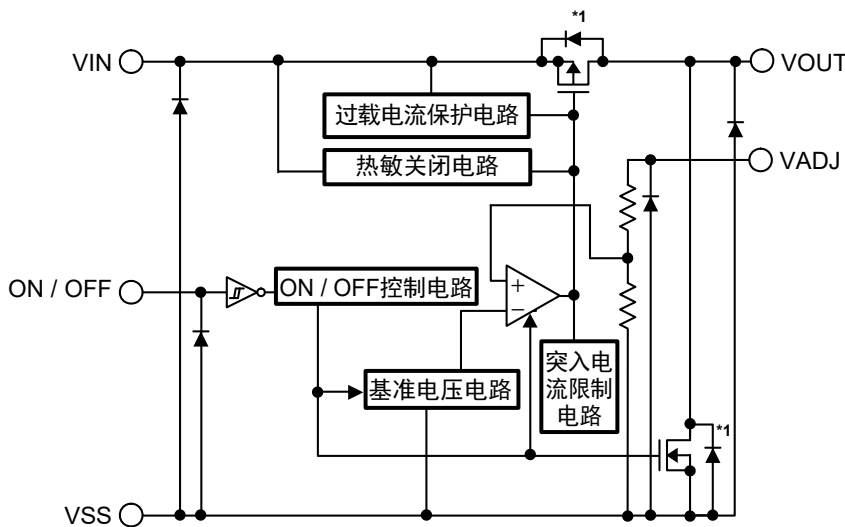 *1
VIN
VOUT
过载电流保护电路
热敏关闭电路
VADJ
ON / OFF
ON / OFF控制电路
+
−
突入电
流限制
电路
基准电压电路
*1
VSS